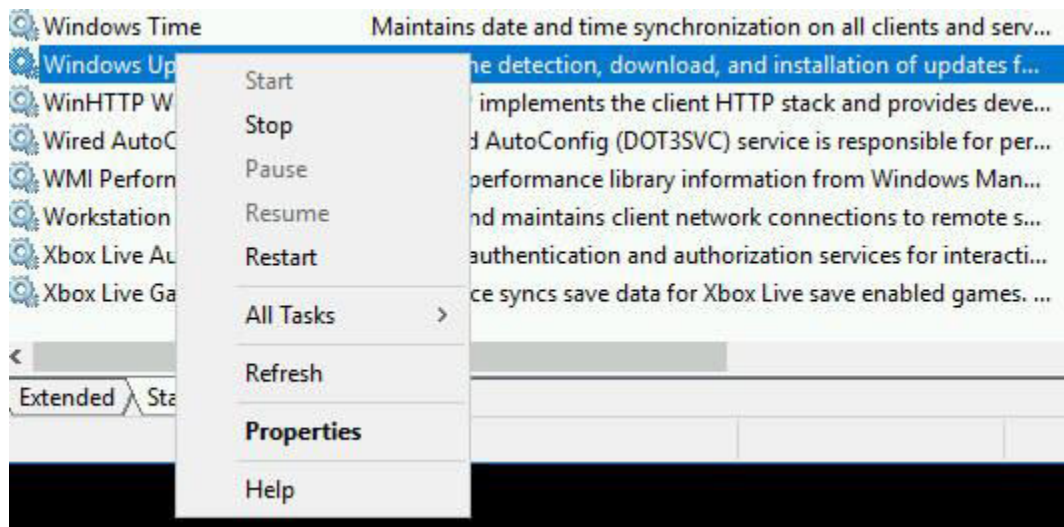 Windows Time Maintains date and time synchronization on all clients and serv...
Windows Up he detection, download, and installation of updates f...
WinHTTP W implements the client HTTP stack and provides deve...
Wired AutoC AutoConfig (DOT3SVC) service is responsible for per...
WMI Perform performance library information from Windows Man...
Workstation nd maintains client network connections to remote s...
Xbox Live Au authentication and authorization services for interacti...
Xbox Live Ga ce syncs save data for Xbox Live save enabled games. ...
Start
Stop
Pause
Resume
Restart
All Tasks >
Refresh
Properties
Help
<
Extended Sta